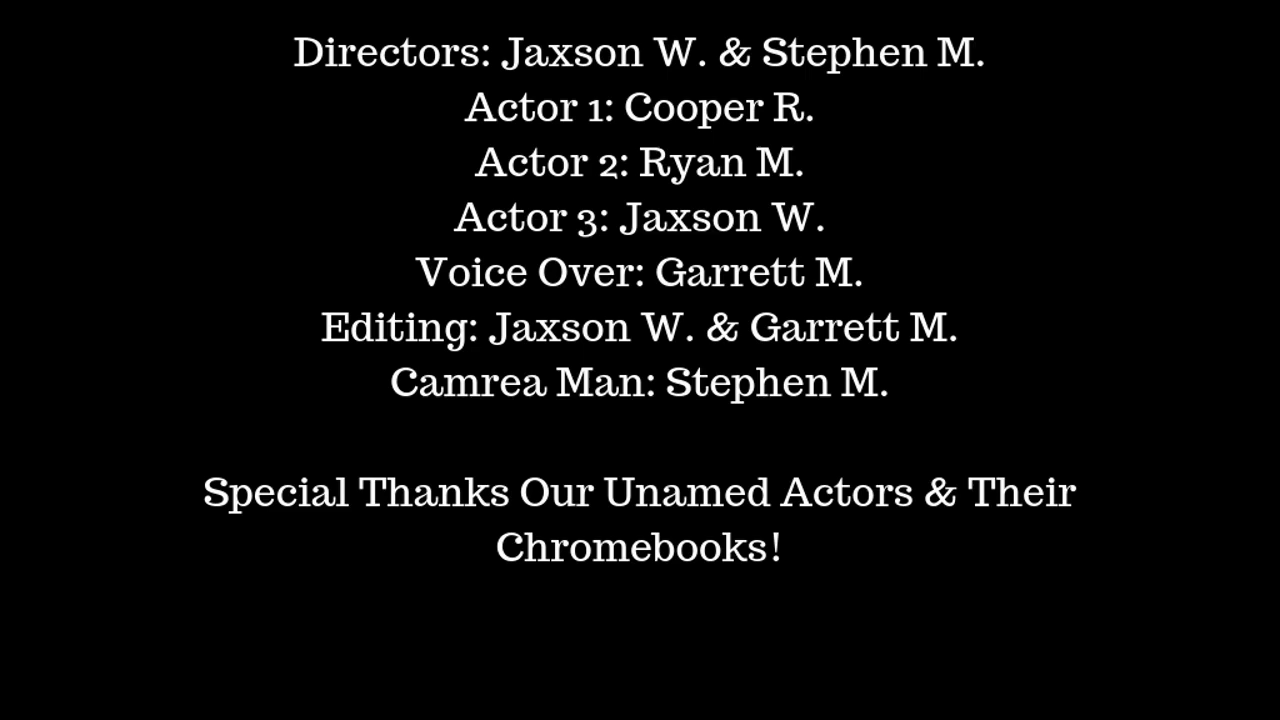 Directors: Jaxson W. & Stephen M.
Actor 1: Cooper R.
Actor 2: Ryan M.
Actor 3: Jaxson W.
Voice Over: Garrett M.
Editing: Jaxson W. & Garrett M.
Camrea Man: Stephen M.
Special Thanks Our Unamed Actors & Their
Chromebooks!